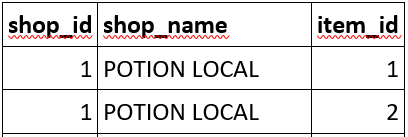 shop_id shop_name item_id
1 POTION LOCAL 1
1 POTION LOCAL 2